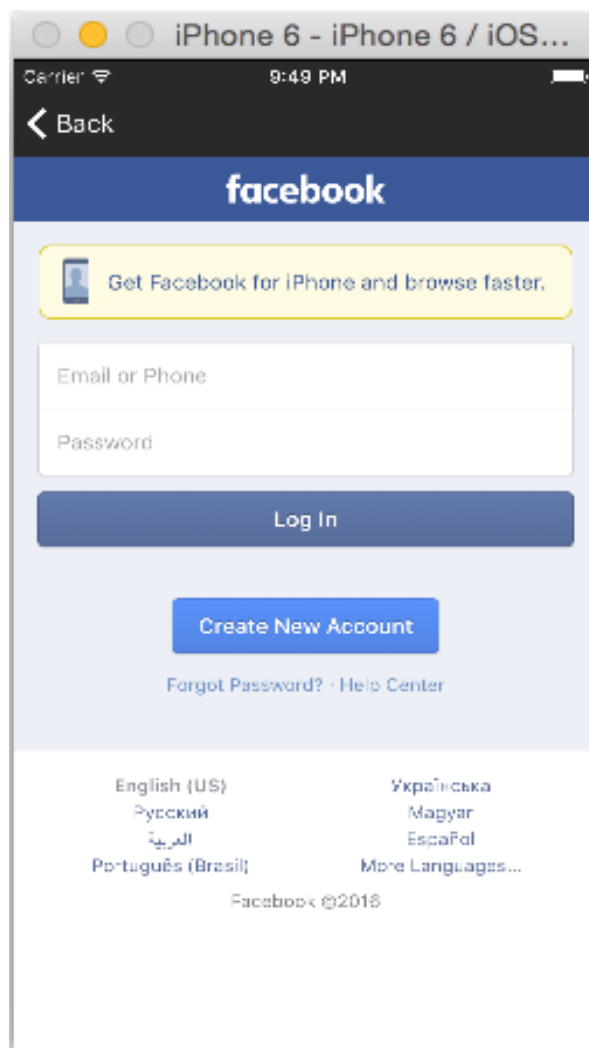 iPhone 6 - iPhone 6 / iOS...
Carrier 9:49 PM
Back
facebook
Get Facebook for iPhone and browse faster.
Email or Phone
Password
Log In
Create New Account
Forgot Password? · Help Center
English (US) Українська
Русский Magyar
العربية Español
Português (Brasil) More Languages...
Facebook ©2016